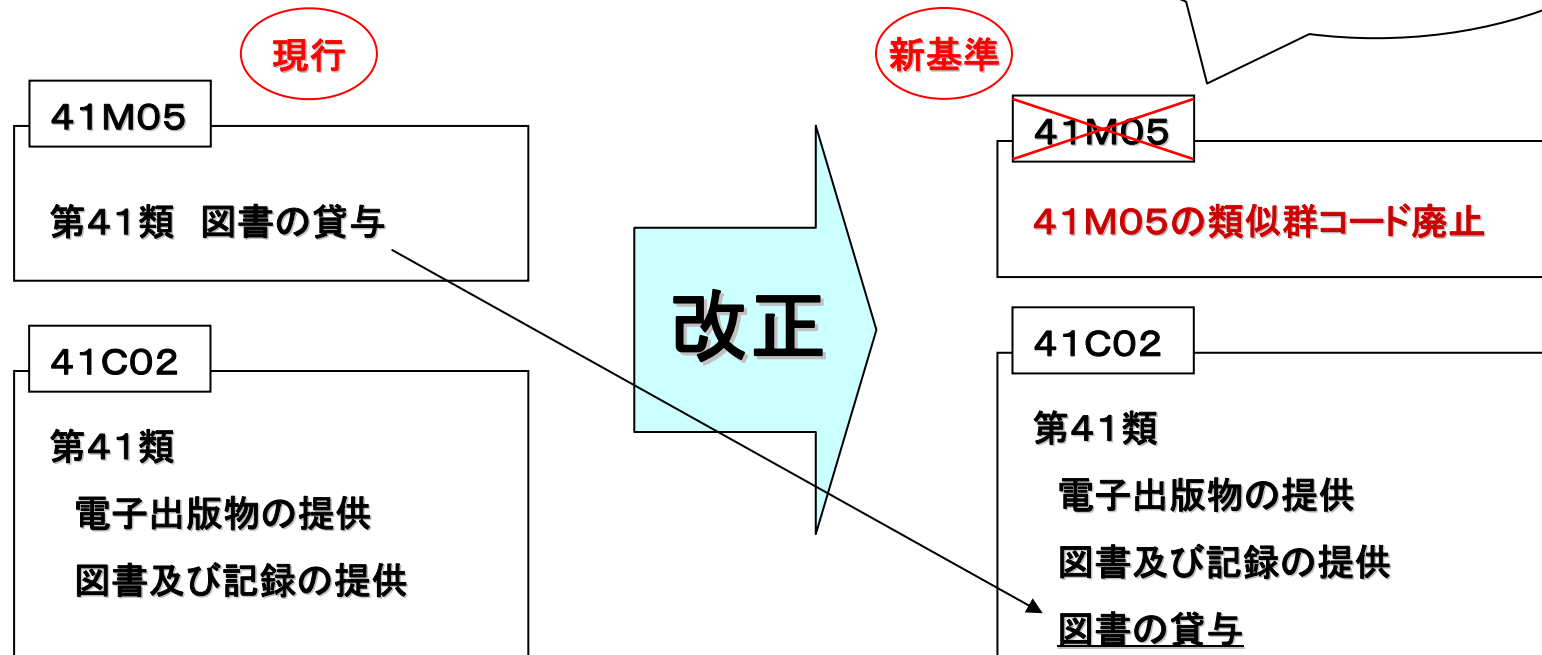 現行
41M05
第41類 図書の貸与
41C02
第41類
電子出版物の提供
図書及び記録の提供
改正
新基準
41M05
41M05の類似群コード廃止
41C02
第41類
電子出版物の提供
図書及び記録の提供
図書の貸与